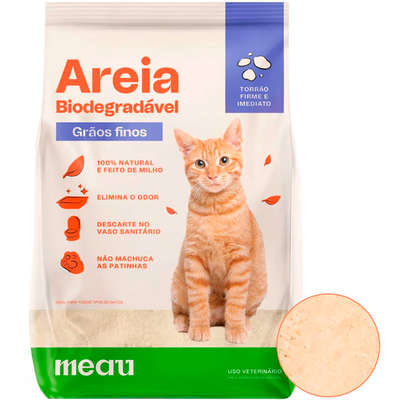 Areia
Biodegradável
Grãos finos
TORRÃO
FIRME E
IMEDIATO
100% NATURAL
E FEITO DE MILHO
ELIMINA O ODOR
DESCARTE NO
VASO SANITÁRIO
NÃO MACHUCA
AS PATINHAS
meau
USO VETERINÁRIO